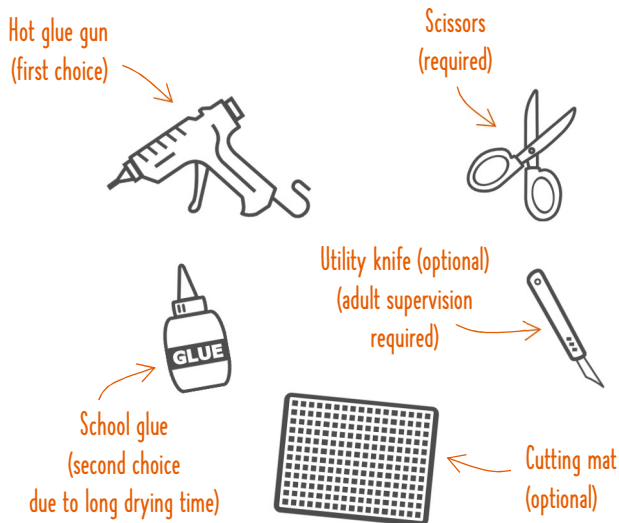 Hot glue gun
(first choice)
Scissors
(required)
Utility knife (optional)
(adult supervision
required)
GLUE
School glue
(second choice
due to long drying time)
Cutting mat
(optional)